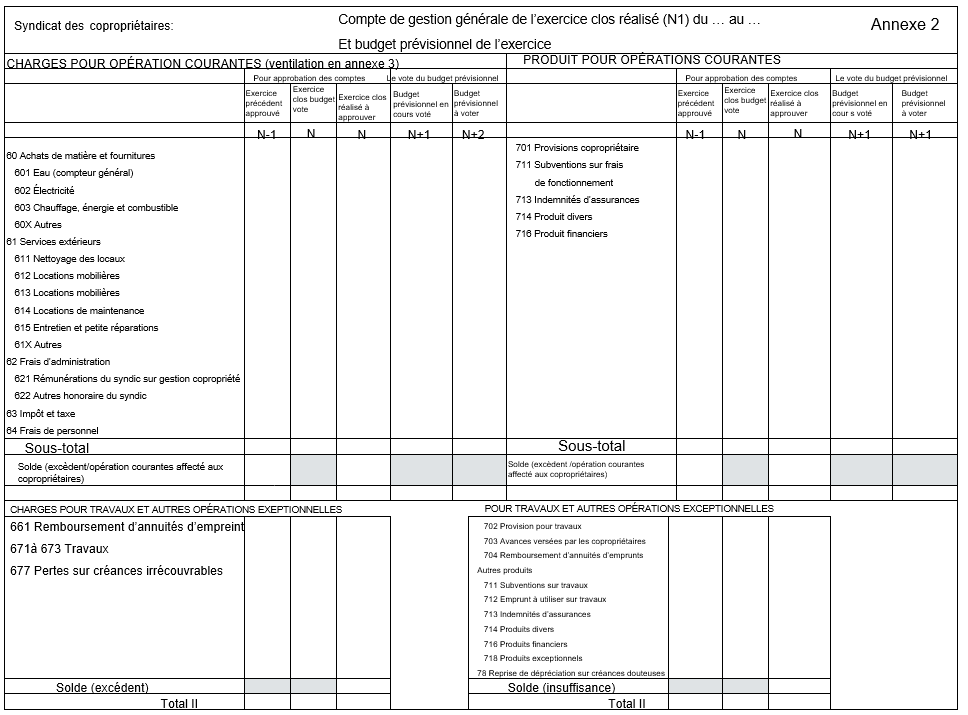 Syndicat des copropriétaires:
Compte de gestion générale de l'exercice clos réalisé (N1) du … au …
Et budget prévisionnel de l'exercice
Annexe 2
CHARGES POUR OPÉRATION COURANTES (ventilation en annexe 3)
PRODUIT POUR OPÉRATIONS COURANTES
Pour approbation des comptes
Le vote du budget prévisionnel
Pour approbation des comptes
Le vote du budget prévisionnel
Exercice
précédent
approuvé
Exercice
clos budget
vote
Exercice clos
réalisé à
approuver
Budget
prévisionnel en
cours voté
Budget
prévisionnel
à voter
Exercice
précédent
approuvé
Exercice
clos budget
vote
Exercice clos
réalisé à
approuver
Budget
prévisionnel en
cour s voté
Budget
prévisionnel
à voter
N-1
N
N
N+1
N+2
N-1
N
N
N+1
N+1
60 Achats de matière et fournitures
601 Eau (compteur général)
602 Électricité
603 Chauffage, énergie et combustible
60X Autres
61 Services extérieurs
611 Nettoyage des locaux
612 Locations mobilières
613 Locations mobilières
614 Locations de maintenance
615 Entretien et petite réparations
61X Autres
62 Frais d'administration
621 Rémunérations du syndic sur gestion copropriété
622 Autres honoraire du syndic
63 Impôt et taxe
64 Frais de personnel
701 Provisions copropriétaire
711 Subventions sur frais
de fonctionnement
713 Indemnités d'assurances
714 Produit divers
716 Produit financiers
Sous-total
Sous-total
Solde (excèdent/opération courantes affecté aux
copropriétaires)
Solde (excèdent /opération courantes
affecté aux copropriétaires)
CHARGES POUR TRAVAUX ET AUTRES OPÉRATIONS EXEPTIONNELLES
POUR TRAVAUX ET AUTRES OPÉRATIONS EXCEPTIONNELLES
661 Remboursement d'annuités d'empreint
671à 673 Travaux
677 Pertes sur créances irrécouvrables
702 Provision pour travaux
703 Avances versées par les copropriétaires
704 Remboursement d'annuités d'emprunts
Autres produits
711 Subventions sur travaux
712 Emprunt à utiliser sur travaux
713 Indemnités d'assurances
714 Produits divers
716 Produits financiers
718 Produits exceptionnels
78 Reprise de dépréciation sur créances douteuses
Solde (excédent)
Solde (insuffisance)
Total II
Total II